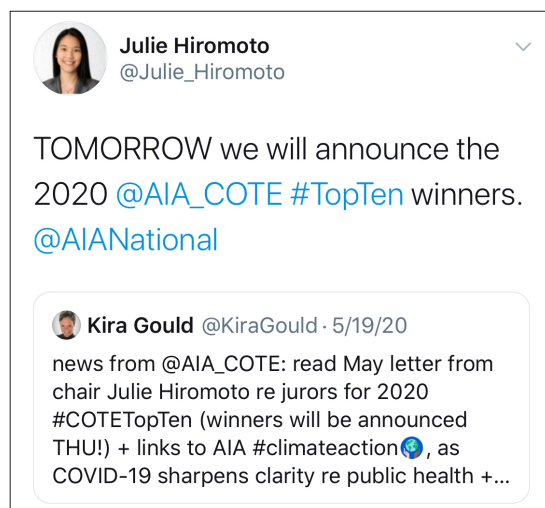 Julie Hiromoto
@Julie_Hiromoto
TOMORROW we will announce the
2020 @AIA_COTE #TopTen winners.
@AIANational
Kira Gould @KiraGould · 5/19/20
news from @AIA_COTE: read May letter from
chair Julie Hiromoto re jurors for 2020
#COTETopTen (winners will be announced
THU!) + links to AIA #climateaction, as
COVID-19 sharpens clarity re public health +...